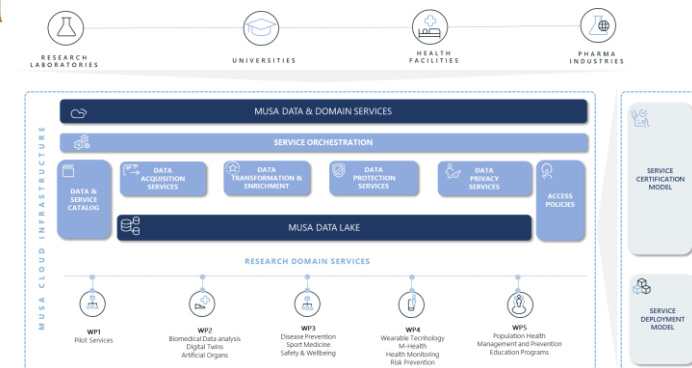 RESEARCH
LABORATORIES
UNIVERSITIES
HEALTH
FACILITIES
PHARMA
INDUSTRIES
MUSA CLOUD INFRASTRUCTURE
MUSA DATA & DOMAIN SERVICES
SERVICE ORCHESTRATION
DATA &
SERVICE
CATALOG
DATA
ACQUISITION
SERVICES
DATA
TRANSFORMATION &
ENRICHMENT
DATA
PROTECTION
SERVICES
DATA
PRIVACY
SERVICES
ACCESS
POLICIES
MUSA DATA LAKE
RESEARCH DOMAIN SERVICES
WP1
Pilot Services
WP2
Biomedical Data analysis
Digital Twins
Artificial Organs
WP3
Disease Prevention
Sport Medicine
Safety & Wellbeing
WP4
Wearable Tecnhology
M-Health
Health Monitoring
Risk Prevention
WP5
Population Health
Management and Prevention
Education Programs
SERVICE
CERTIFICATION
MODEL
SERVICE
DEPLOYMENT
MODEL